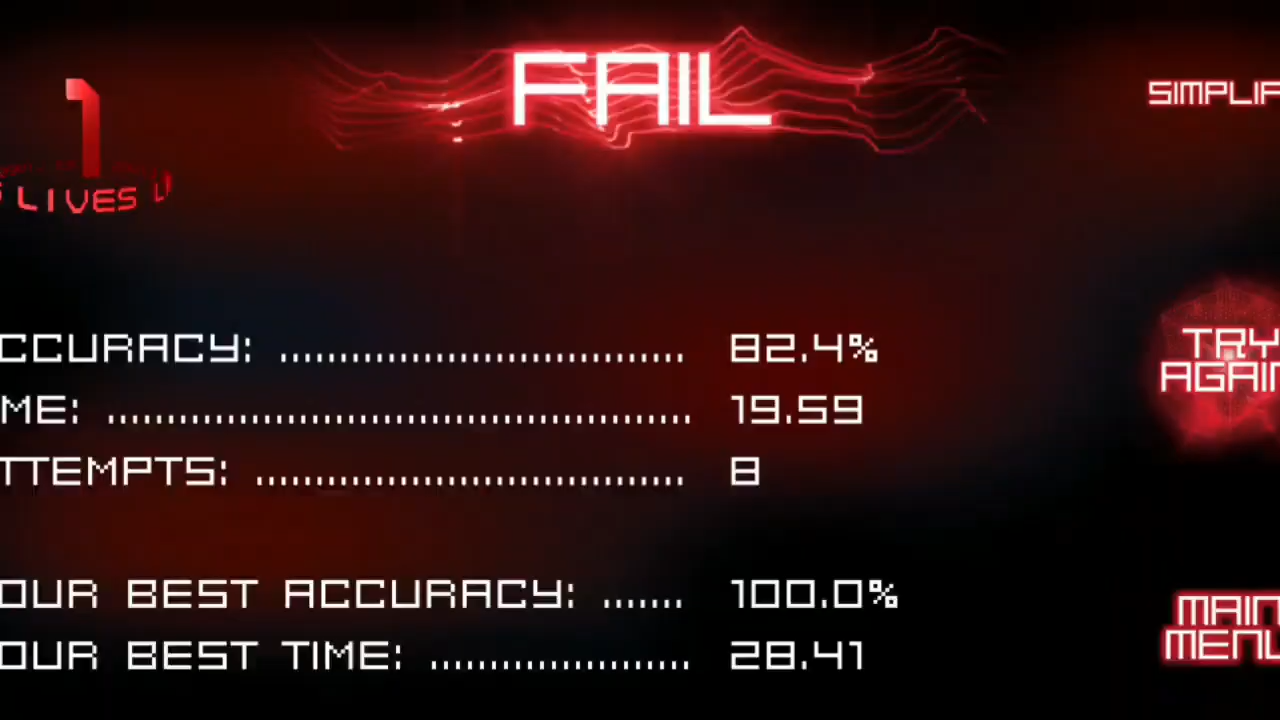 FAIL
1
LIVES
SIMPLIF
CCURACY: .................................. 82.4%
ME: ................................................. 19.59
TTEMPTS: .................................... 8
TRY
AGAIN
OUR BEST ACCURACY: ....... 100.0%
OUR BEST TIME: ...................... 28.41
MAIN
MENU